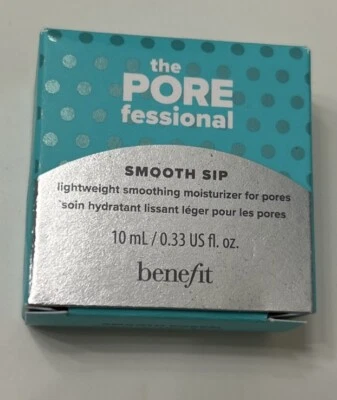 the
PORE
fessional
SMOOTH SIP
lightweight smoothing moisturizer for pores
soin hydratant lissant léger pour les pores
10 mL / 0.33 US fl. oz.
benefit